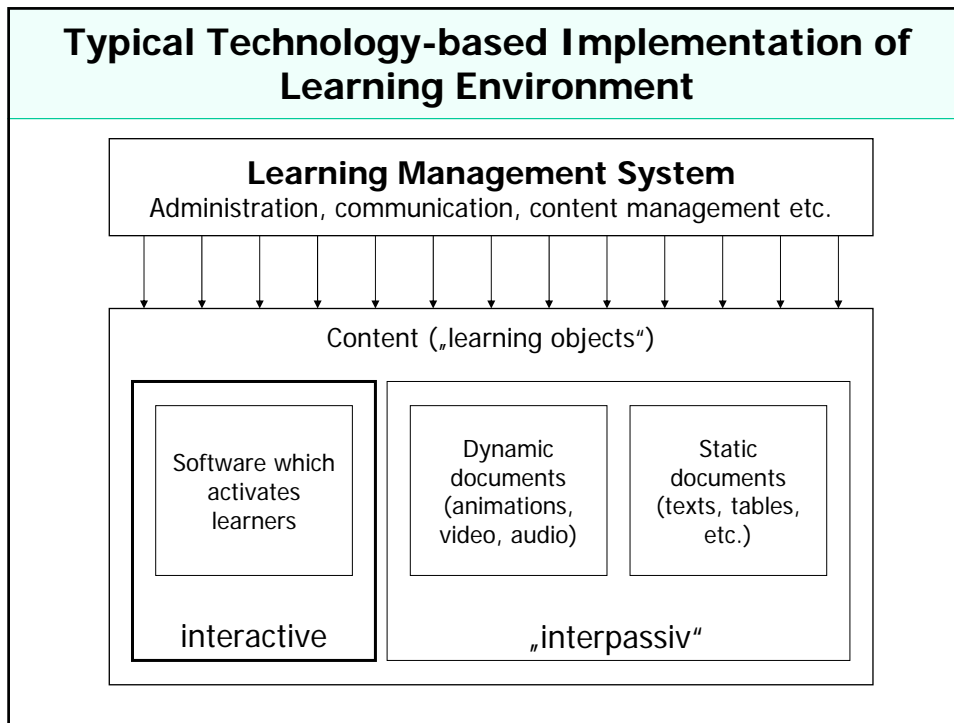 Typical Technology-based Implementation of
Learning Environment
Learning Management System
Administration, communication, content management etc.
Content („learning objects“)
Software which
activates
learners
interactive
Dynamic
documents
(animations,
video, audio)
Static
documents
(texts, tables,
etc.)
„interpassiv“